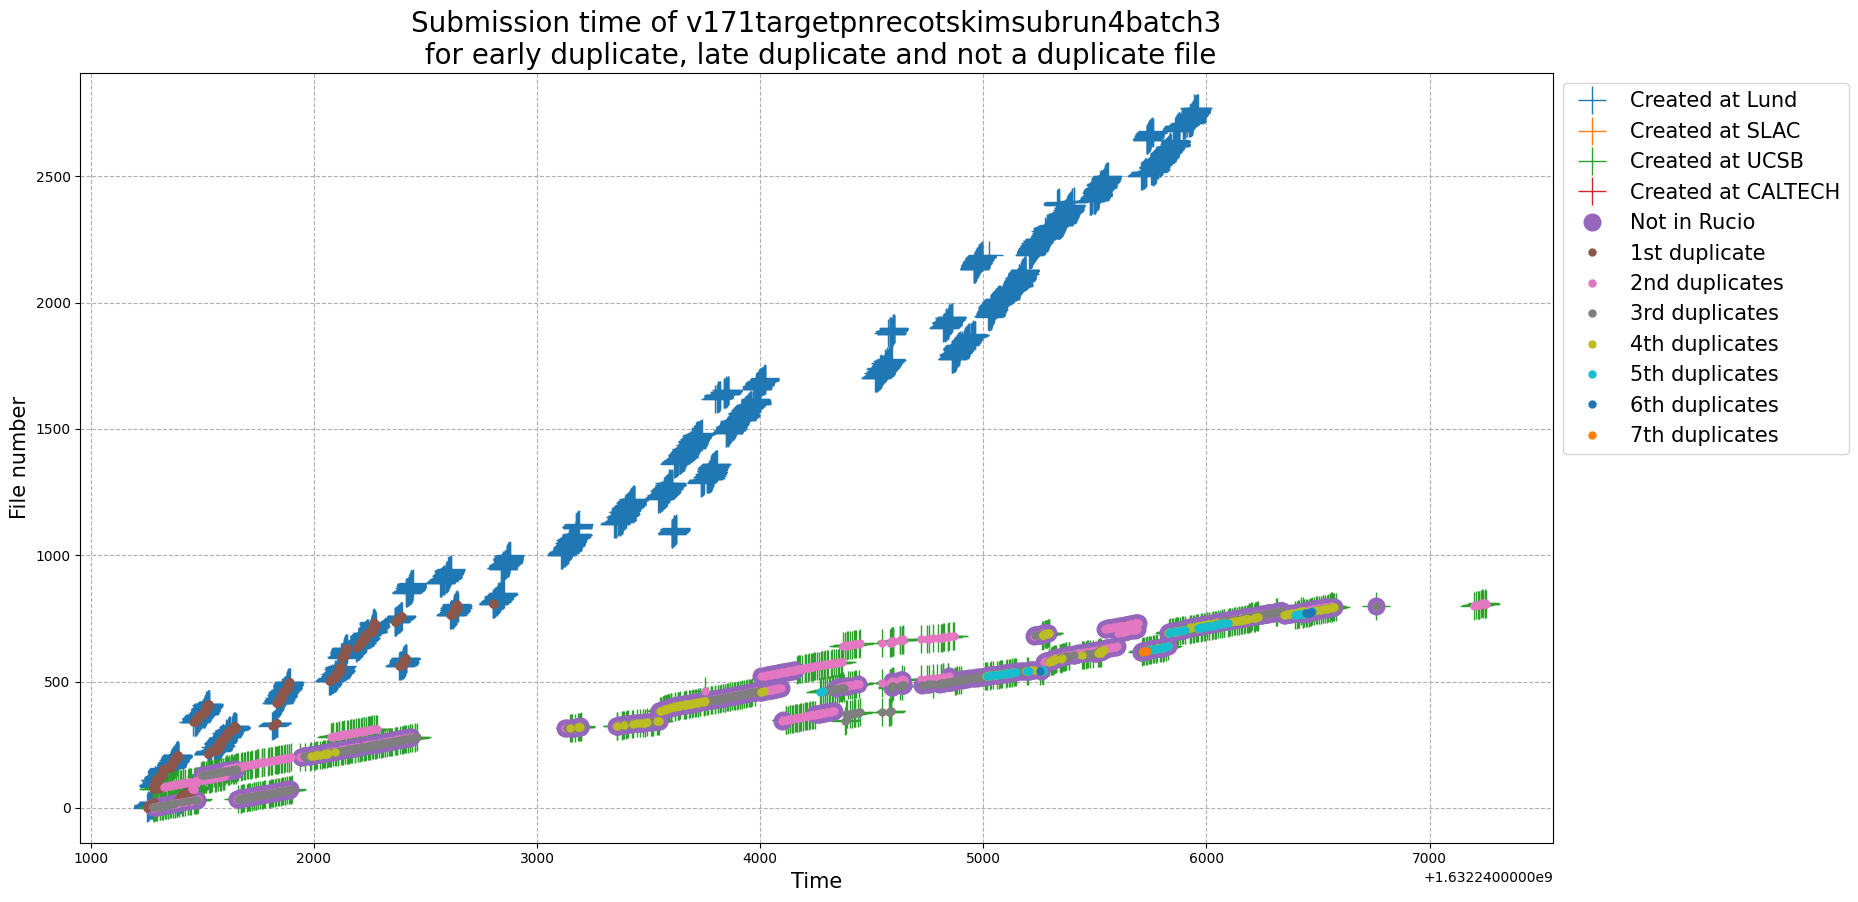 Submission time of v171targetpnrecotskimsubrun4batch3
for early duplicate, late duplicate and not a duplicate file
File number
2500
2000
1500
1000
500
0
1000
2000
3000
4000
5000
6000
7000
+1.6322400000e9
Time
Created at Lund
Created at SLAC
Created at UCSB
Created at CALTECH
Not in Rucio
1st duplicate
2nd duplicates
3rd duplicates
4th duplicates
5th duplicates
6th duplicates
7th duplicates